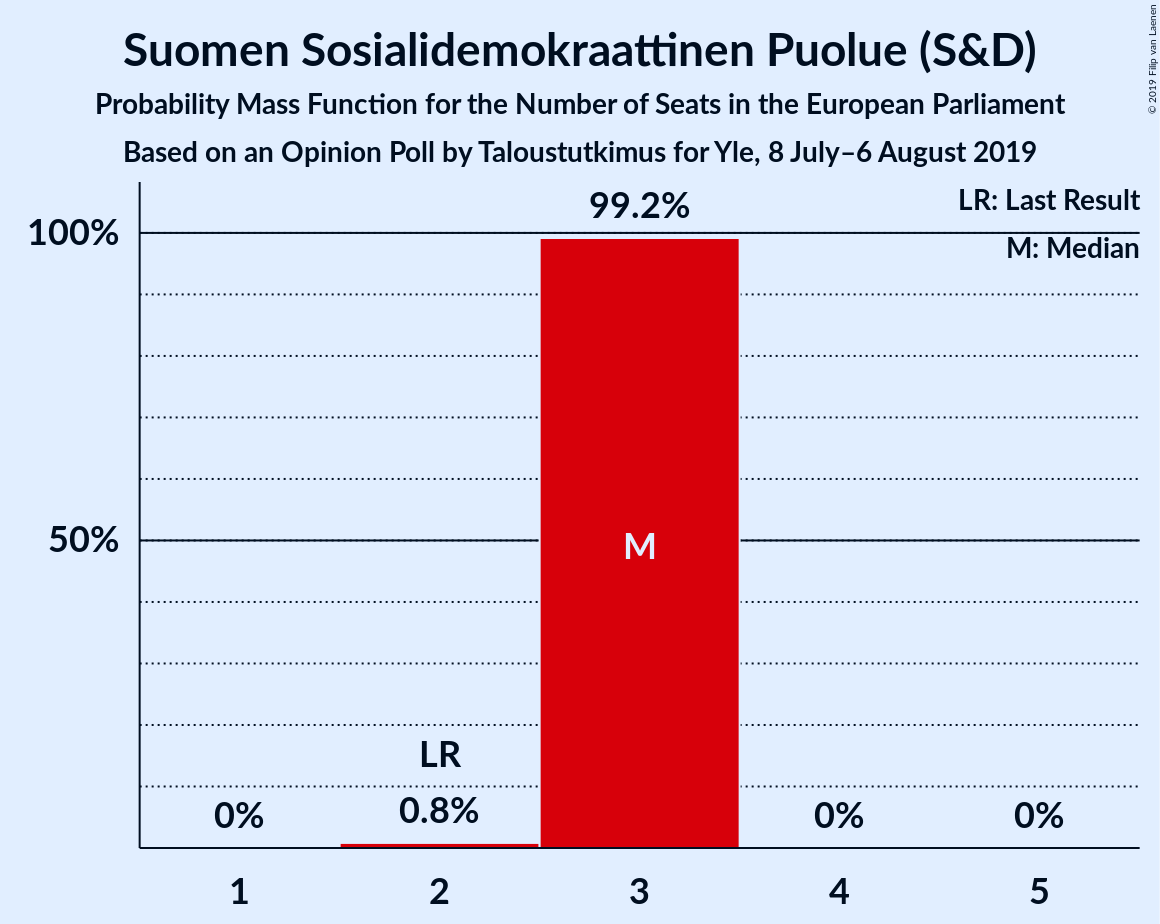 Suomen Sosialidemokraattinen Puolue (S&D)
Probability Mass Function for the Number of Seats in the European Parliament
Based on an Opinion Poll by Taloustutkimus for Yle, 8 July–6 August 2019
© 2019 Filip van Laenen
LR: Last Result
M: Median
100%
50%
0%
LR
0.8%
99.2%
M
0%
0%
1
2
3
4
5